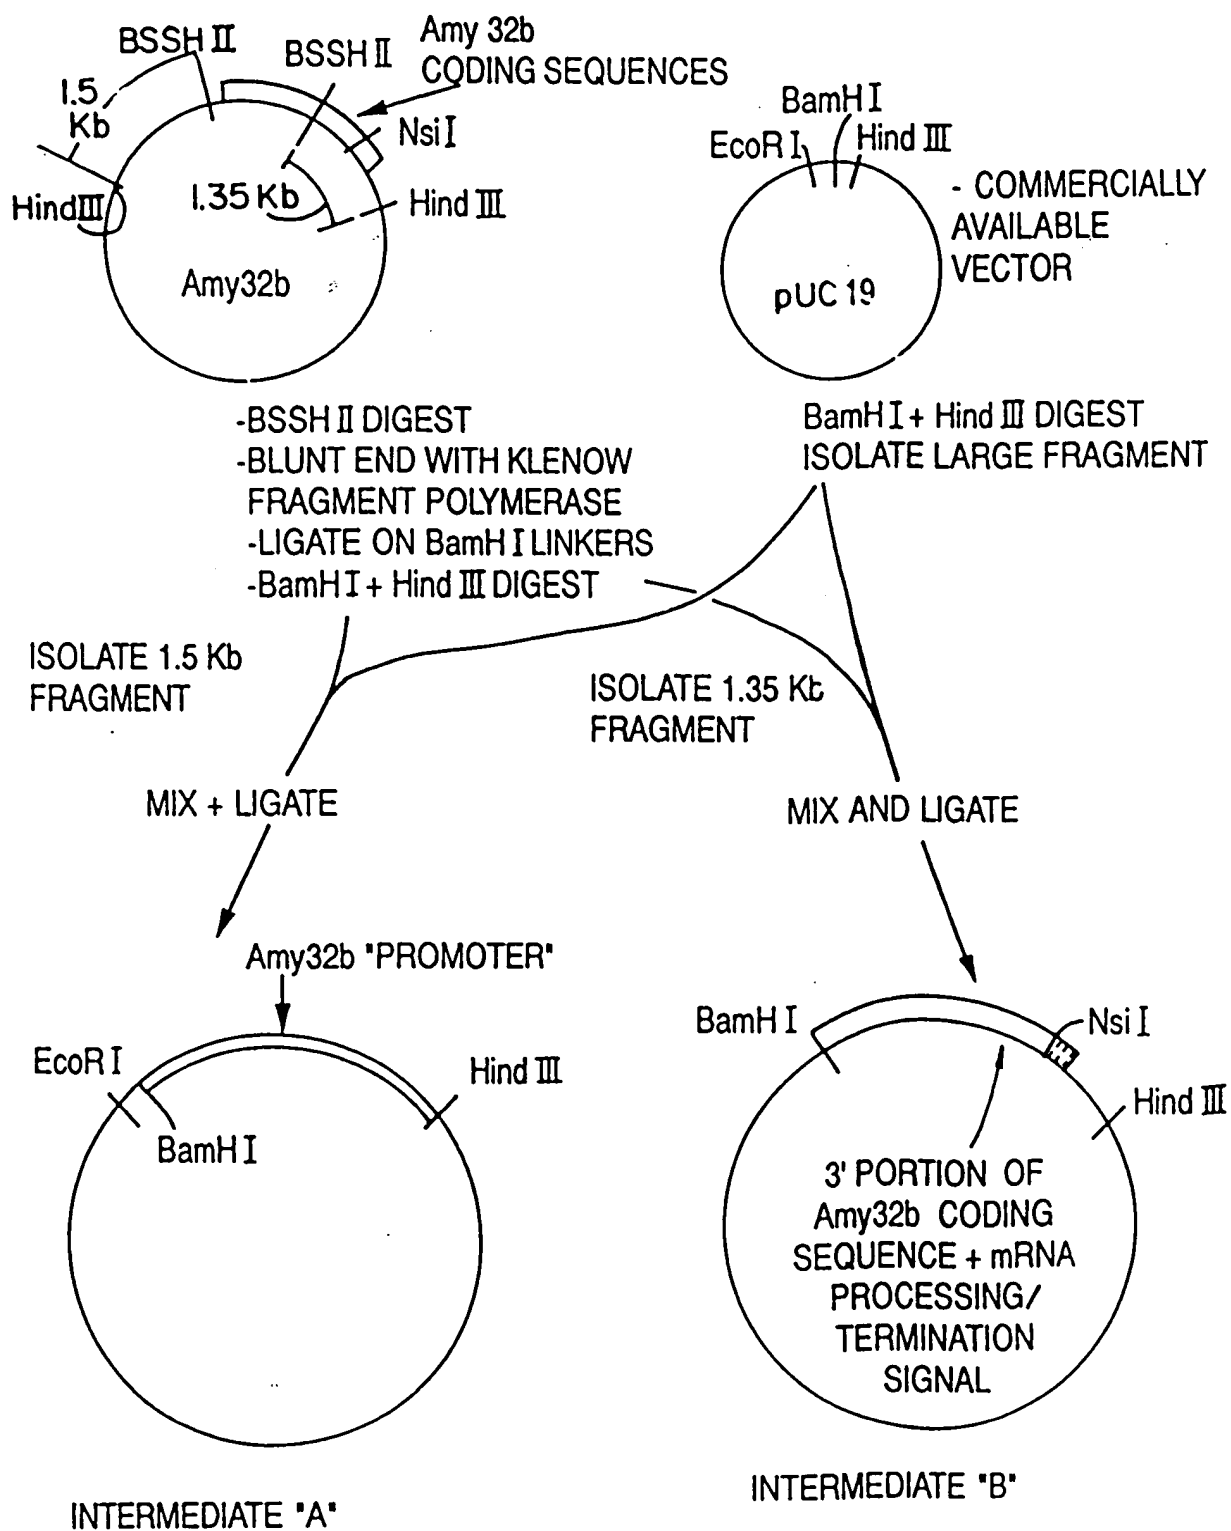 BSSH II
BSSH II
Amy 32b
CODING SEQUENCES
1.5
Kb
NsiI
Hind III
1.35 Kb
Hind III
Amy32b
BamH I
EcoR I
Hind III
- COMMERCIALLY
AVAILABLE
VECTOR
pUC 19
-BSSH II DIGEST
-BLUNT END WITH KLENOW
FRAGMENT POLYMERASE
-LIGATE ON BamH I LINKERS
-BamH I + Hind III DIGEST
BamH I + Hind III DIGEST
ISOLATE LARGE FRAGMENT
ISOLATE 1.5 Kb
FRAGMENT
ISOLATE 1.35 Kb
FRAGMENT
MIX + LIGATE
MIX AND LIGATE
Amy32b "PROMOTER"
EcoR I
Hind III
BamH I
BamH I
Nsi I
Hind III
3' PORTION OF
Amy32b CODING
SEQUENCE + mRNA
PROCESSING/
TERMINATION
SIGNAL
INTERMEDIATE "A"
INTERMEDIATE "B"